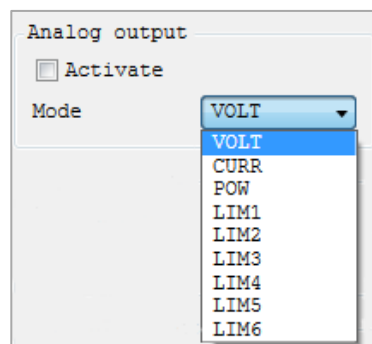 Analog output
Activate
Mode VOLT
VOLT
CURR
POW
LIM1
LIM2
LIM3
LIM4
LIM5
LIM6